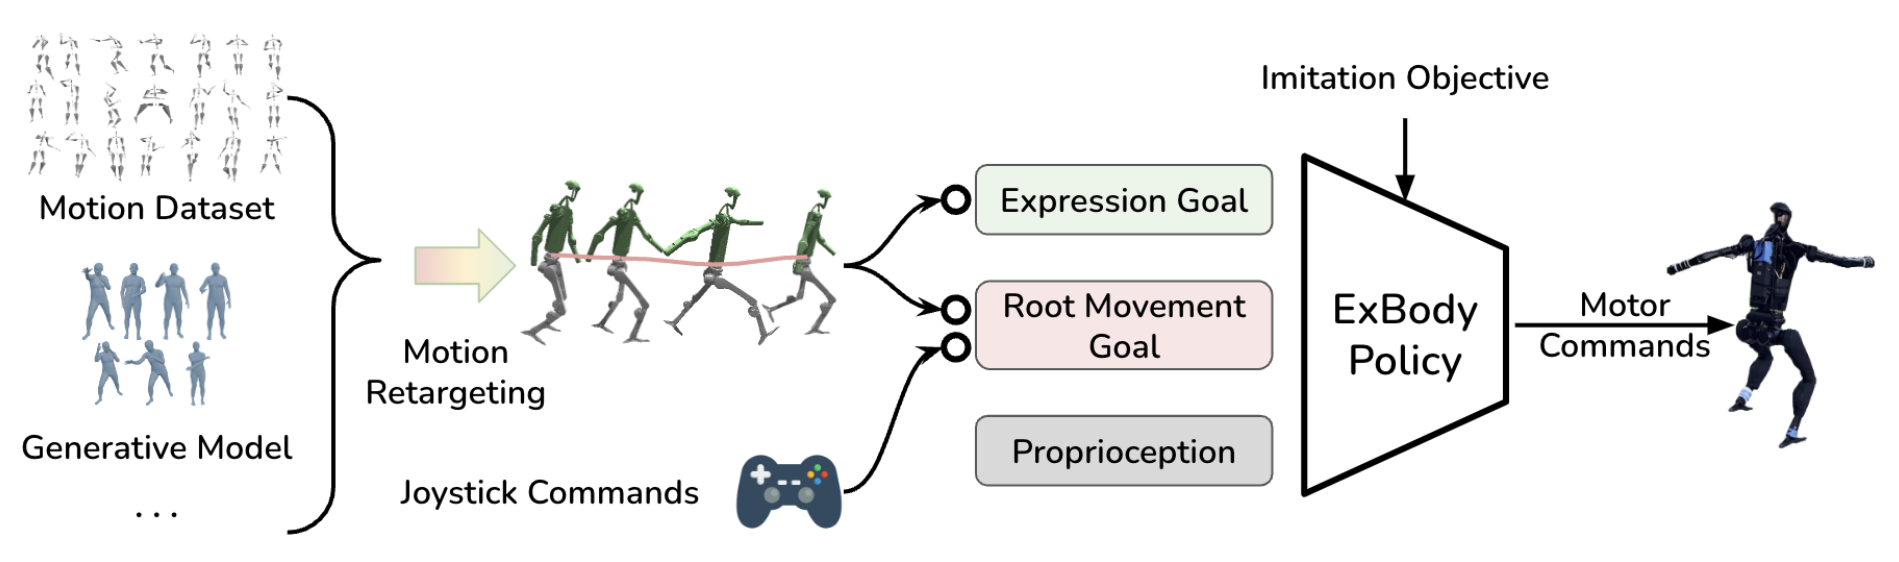 Motion Dataset
Generative Model
. . .
Motion
Retargeting
Joystick Commands
Expression Goal
Root Movement
Goal
Proprioception
Imitation Objective
ExBody
Policy
Motor
Commands